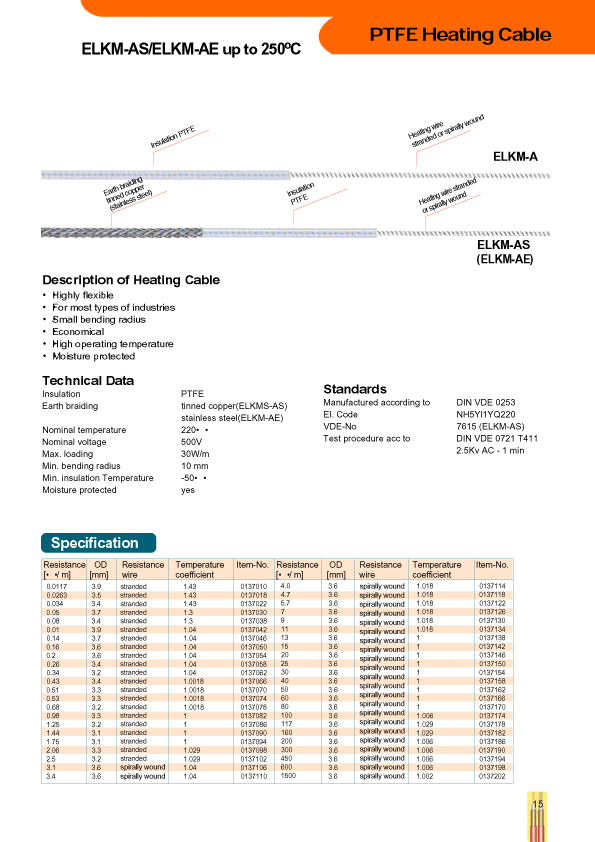 PTFE Heating Cable
ELKM-AS/ELKM-AE up to 250ºC
Insulation PTFE
Heating wire
stranded or spirally wound
ELKM-A
Earth braiding
tinned copper
(stainless steel)
Insulation
PTFE
Heating wire stranded
or spirally wound
ELKM-AS
(ELKM-AE)
Description of Heating Cable
• Highly flexible
• For most types of industries
• Small bending radius
• Economical
• High operating temperature
• Moisture protected
Technical Data
Insulation PTFE
Earth braiding tinned copper(ELKMS-AS)
stainless steel(ELKM-AE)
Nominal temperature 220• •
Nominal voltage 500V
Max. loading 30W/m
Min. bending radius 10 mm
Min. insulation Temperature -50• •
Moisture protected yes
Standards
Manufactured according to DIN VDE 0253
El. Code NH5YI1YQ220
VDE-No 7615 (ELKM-AS)
Test procedure acc to DIN VDE 0721 T411
2.5Kv AC - 1 min
Specification
Resistance OD Resistance Temperature Item-No. Resistance OD Resistance Temperature Item-No.
[• •/ m] [mm] wire coefficient [• •/ m] [mm] wire coefficient
0.0117 3.9 stranded 1.43 0137010 4.0 3.6 spirally wound 1.018 0137114
0.0263 3.5 stranded 1.43 0137018 4.7 3.6 spirally wound 1.018 0137118
0.034 3.4 stranded 1.43 0137022 5.7 3.6 spirally wound 1.018 0137122
0.05 3.7 stranded 1.3 0137030 7 3.6 spirally wound 1.018 0137126
0.08 3.4 stranded 1.3 0137038 9 3.6 spirally wound 1.018 0137130
0.01 3.9 stranded 1.04 0137042 11 3.6 spirally wound 1.018 0137134
0.14 3.7 stranded 1.04 0137046 13 3.6 spirally wound 1 0137138
0.16 3.6 stranded 1.04 0137050 15 3.6 spirally wound 1 0137142
0.2 3.6 stranded 1.04 0137054 20 3.6 spirally wound 1 0137146
0.26 3.4 stranded 1.04 0137058 25 3.6 spirally wound 1 0137150
0.34 3.2 stranded 1.04 0137062 30 3.6 spirally wound 1 0137154
0.43 3.4 stranded 1.0018 0137066 40 3.6 spirally wound 1 0137158
0.51 3.3 stranded 1.0018 0137070 50 3.6 spirally wound 1 0137162
0.53 3.3 stranded 1.0018 0137074 60 3.6 spirally wound 1 0137166
0.68 3.2 stranded 1.0018 0137078 80 3.6 spirally wound 1 0137170
0.98 3.3 stranded 1 0137082 100 3.6 spirally wound 1.006 0137174
1.25 3.2 stranded 1 0137086 117 3.6 spirally wound 1.029 0137178
1.44 3.1 stranded 1 0137090 160 3.6 spirally wound 1.029 0137182
1.75 3.1 stranded 1 0137094 200 3.6 spirally wound 1.006 0137186
2.06 3.3 stranded 1.029 0137098 300 3.6 spirally wound 1.006 0137190
2.5 3.2 stranded 1.029 0137102 450 3.6 spirally wound 1.006 0137194
3.1 3.6 spirally wound 1.04 0137106 600 3.6 spirally wound 1.006 0137198
3.4 3.6 spirally wound 1.04 0137110 1500 3.6 spirally wound 1.002 0137202
15